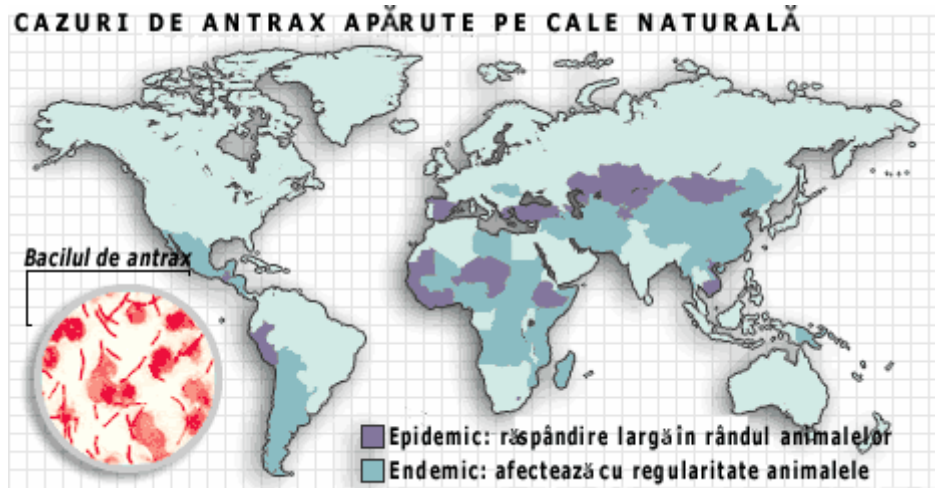 CAZURI DE ANTRAX APĂRUTE PE CALE NATURALĂ
Bacilul de antrax
Epidemic: răspândire largă în rândul animalelor
Endemic: afectează cu regularitate animalele